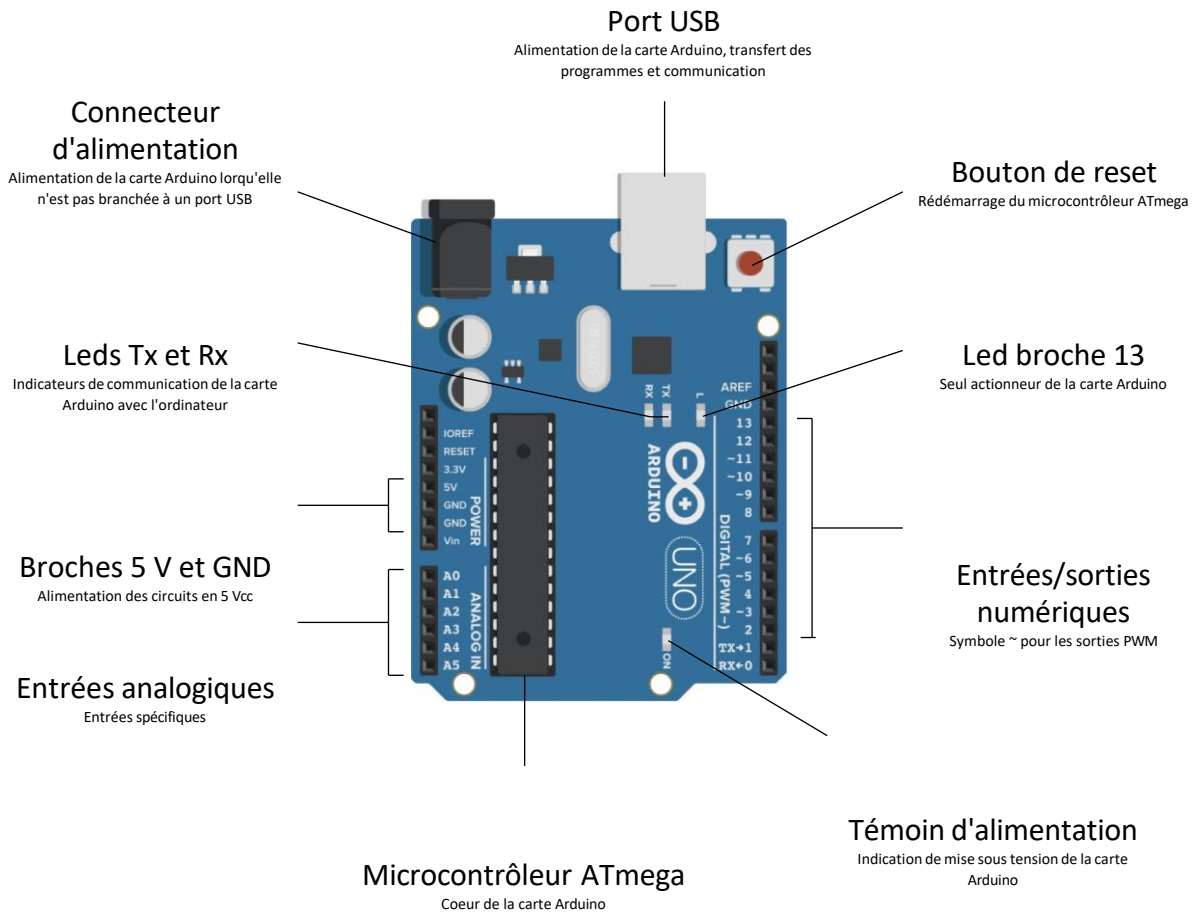 Port USB
Alimentation de la carte Arduino, transfert des
programmes et communication
Connecteur
d'alimentation
Alimentation de la carte Arduino lorqu'elle
n'est pas branchée à un port USB
Bouton de reset
Rédémarrage du microcontrôleur ATmega
Leds Tx et Rx
Indicateurs de communication de la carte
Arduino avec l'ordinateur
Led broche 13
Seul actionneur de la carte Arduino
RX
TX
L
AREF
GND
13
12
~11
~10
~9
8
7
~6
~5
4
~3
2
TX→1
RX←0
DIGITAL (PWM~)
ARDUINO
UNO
ON
IOREF
RESET
3.3V
5V
GND
GND
Vin
POWER
A0
A1
A2
A3
A4
A5
ANALOG IN
Broches 5 V et GND
Alimentation des circuits en 5 Vcc
Entrées/sorties
numériques
Symbole ~ pour les sorties PWM
Entrées analogiques
Entrées spécifiques
Témoin d'alimentation
Indication de mise sous tension de la carte
Arduino
Microcontrôleur ATmega
Coeur de la carte Arduino